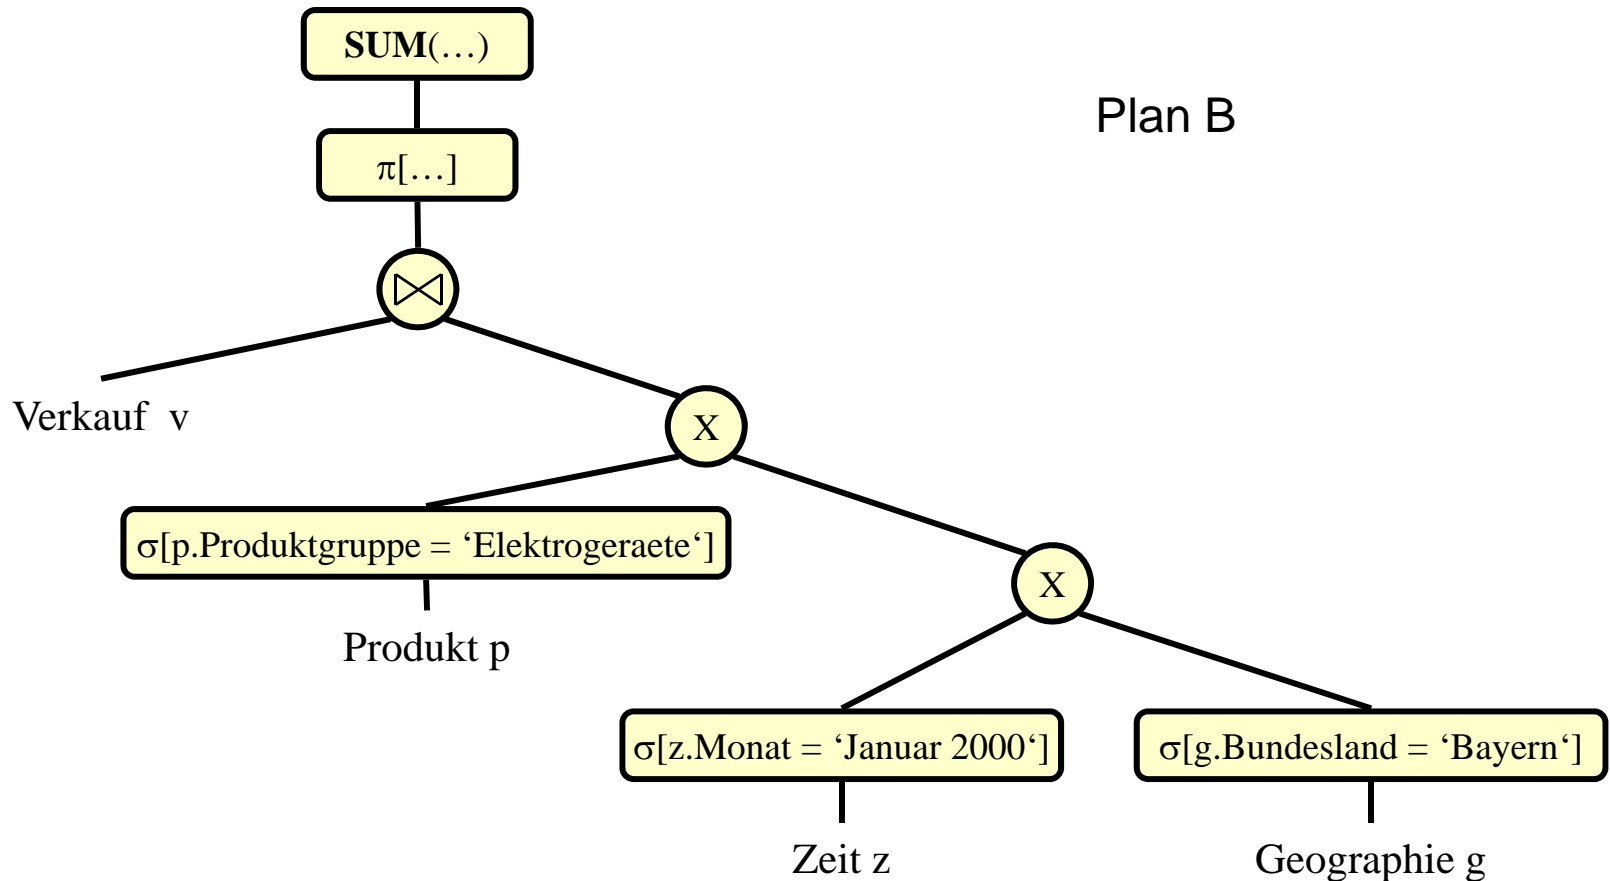 SUM(…)
Plan B
π[…]
⋈
Verkauf v
X
σ[p.Produktgruppe = ‘Elektrogeraete‘]
X
Produkt p
σ[z.Monat = ‘Januar 2000‘]
σ[g.Bundesland = ‘Bayern‘]
Zeit z
Geographie g